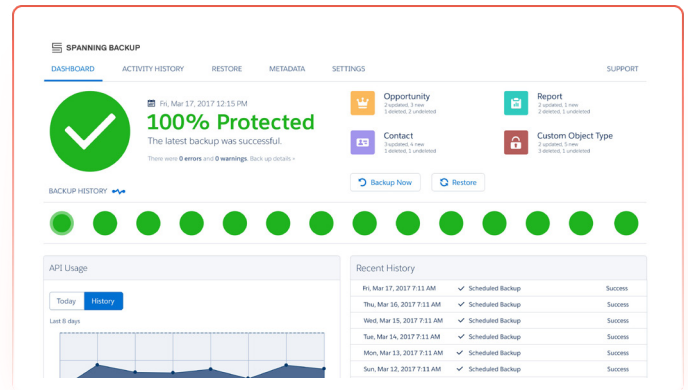 SPANNING BACKUP
DASHBOARD ACTIVITY HISTORY RESTORE METADATA SETTINGS SUPPORT
Fri, Mar 17, 2017 12:15 PM
100% Protected
The latest backup was successful.
There were 0 errors and 0 warnings. Back up details »
Opportunity
2 updated, 3 new
1 deleted, 2 undeleted
Report
2 updated, 1 new
2 deleted, 1 undeleted
Contact
3 updated, 4 new
1 deleted, 1 undeleted
Custom Object Type
2 updated, 5 new
3 deleted, 1 undeleted
Backup Now Restore
BACKUP HISTORY
API Usage
Today History
Last 8 days
Recent History
Fri, Mar 17, 2017 7:11 AM Scheduled Backup Success
Thu, Mar 16, 2017 7:11 AM Scheduled Backup Success
Wed, Mar 15, 2017 7:11 AM Scheduled Backup Success
Tue, Mar 14, 2017 7:11 AM Scheduled Backup Success
Mon, Mar 13, 2017 7:11 AM Scheduled Backup Success
Sun, Mar 12, 2017 7:11 AM Scheduled Backup Success